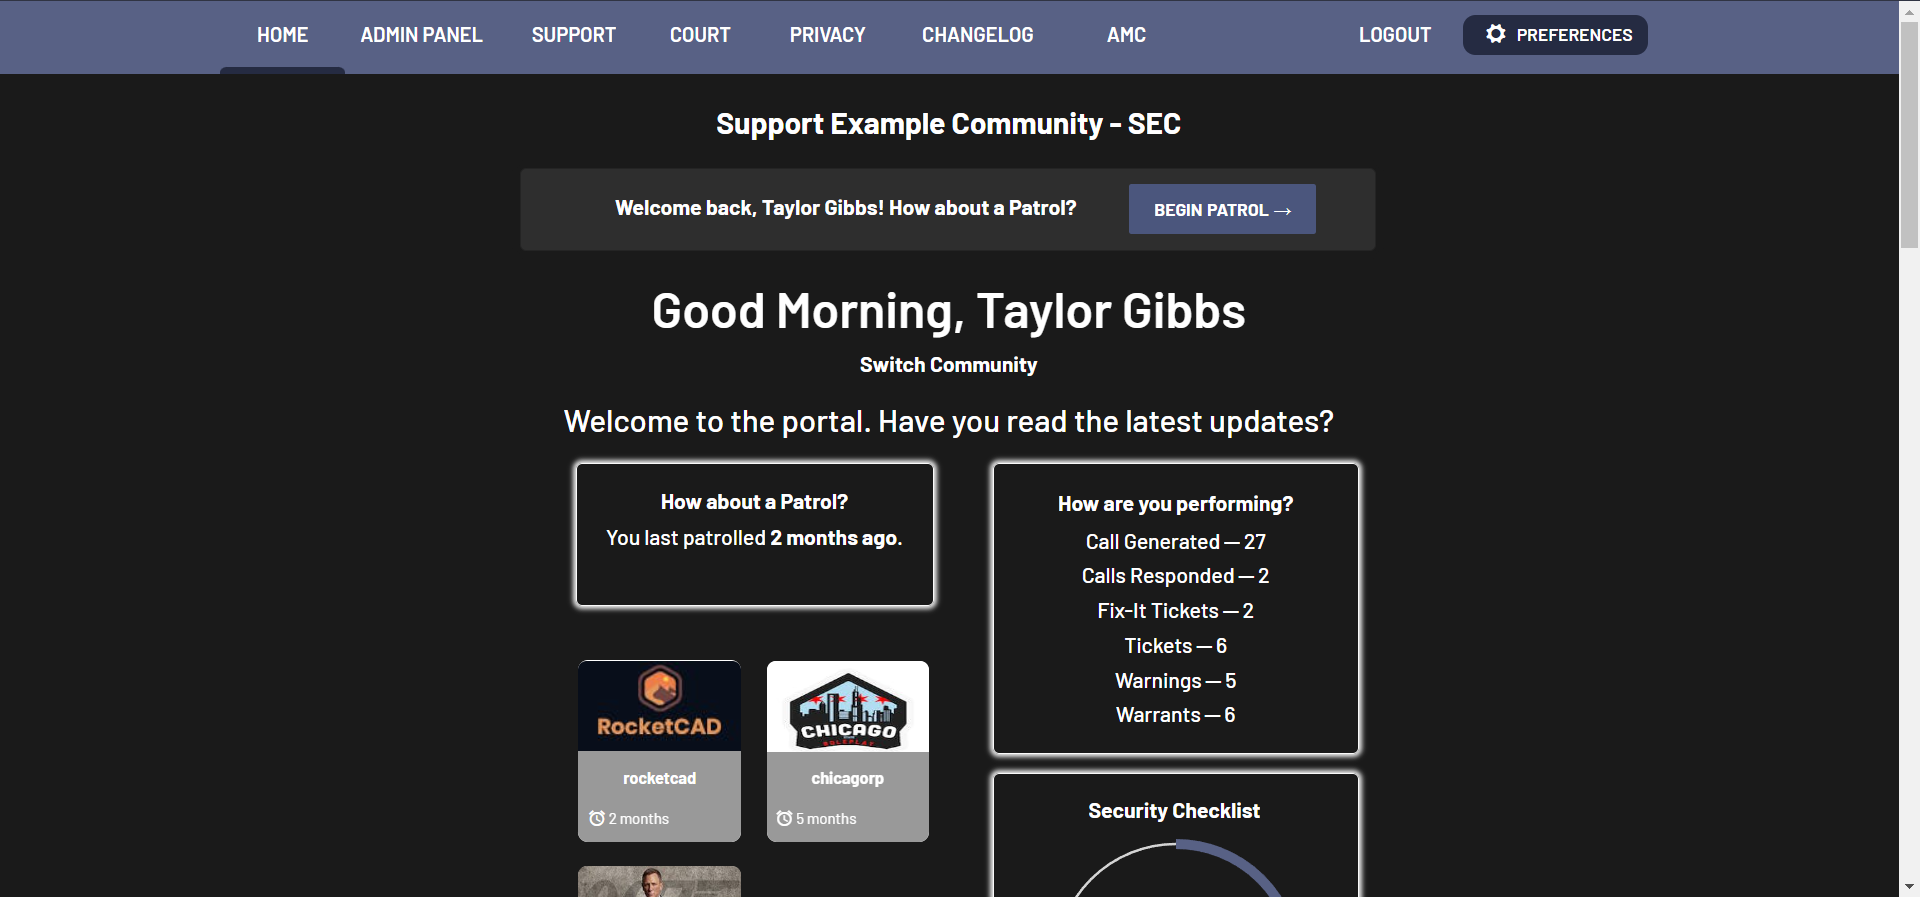 HOME ADMIN PANEL SUPPORT COURT PRIVACY CHANGELOG AMC LOGOUT PREFERENCES
Support Example Community - SEC
Welcome back, Taylor Gibbs! How about a Patrol? BEGIN PATROL →
Good Morning, Taylor Gibbs
Switch Community
Welcome to the portal. Have you read the latest updates?
How about a Patrol?
You last patrolled 2 months ago.
RocketCAD
rocketcad
2 months
CHICAGO
ROLEPLAY
chicagorp
5 months
How are you performing?
Call Generated — 27
Calls Responded — 2
Fix-It Tickets — 2
Tickets — 6
Warnings — 5
Warrants — 6
Security Checklist